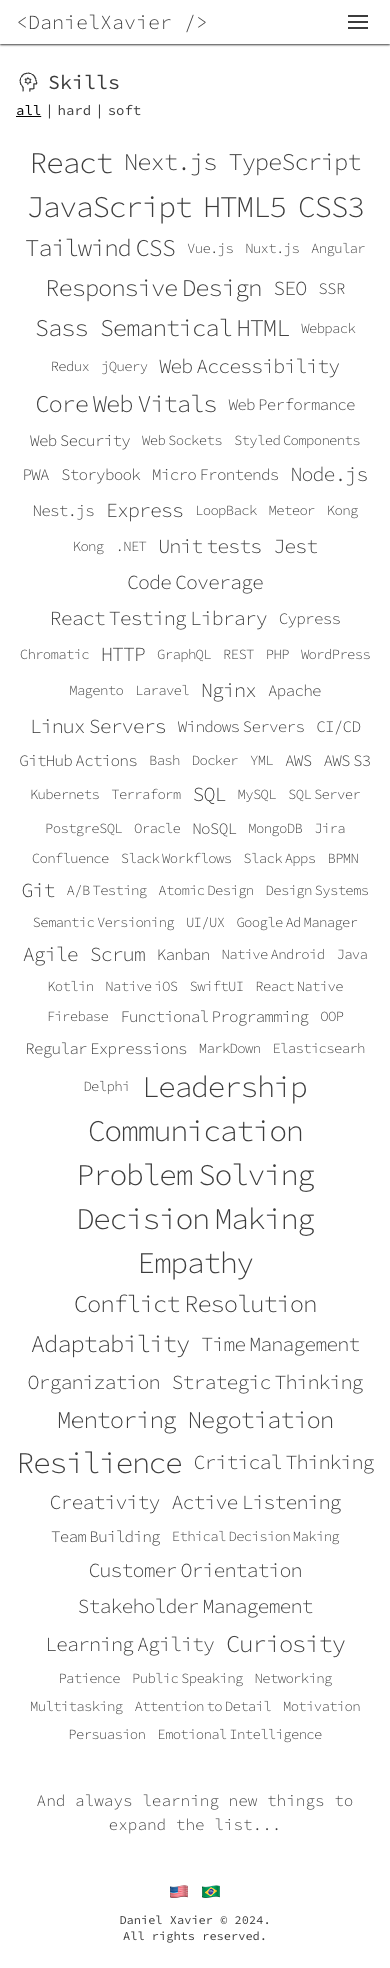 <DanielXavier />
Skills
all | hard | soft
React Next.js TypeScript
JavaScript HTML5 CSS3
Tailwind CSS Vue.js Nuxt.js Angular
Responsive Design SEO SSR
Sass Semantical HTML Webpack
Redux jQuery Web Accessibility
Core Web Vitals Web Performance
Web Security Web Sockets Styled Components
PWA Storybook Micro Frontends Node.js
Nest.js Express LoopBack Meteor Kong
Kong .NET Unit tests Jest
Code Coverage
React Testing Library Cypress
Chromatic HTTP GraphQL REST PHP WordPress
Magento Laravel Nginx Apache
Linux Servers Windows Servers CI/CD
GitHub Actions Bash Docker YML AWS AWS S3
Kubernets Terraform SQL MySQL SQL Server
PostgreSQL Oracle NoSQL MongoDB Jira
Confluence Slack Workflows Slack Apps BPMN
Git A/B Testing Atomic Design Design Systems
Semantic Versioning UI/UX Google Ad Manager
Agile Scrum Kanban Native Android Java
Kotlin Native iOS SwiftUI React Native
Firebase Functional Programming OOP
Regular Expressions MarkDown Elasticsearh
Delphi Leadership
Communication
Problem Solving
Decision Making
Empathy
Conflict Resolution
Adaptability Time Management
Organization Strategic Thinking
Mentoring Negotiation
Resilience Critical Thinking
Creativity Active Listening
Team Building Ethical Decision Making
Customer Orientation
Stakeholder Management
Learning Agility Curiosity
Patience Public Speaking Networking
Multitasking Attention to Detail Motivation
Persuasion Emotional Intelligence
And always learning new things to
expand the list...
Daniel Xavier © 2024.
All rights reserved.